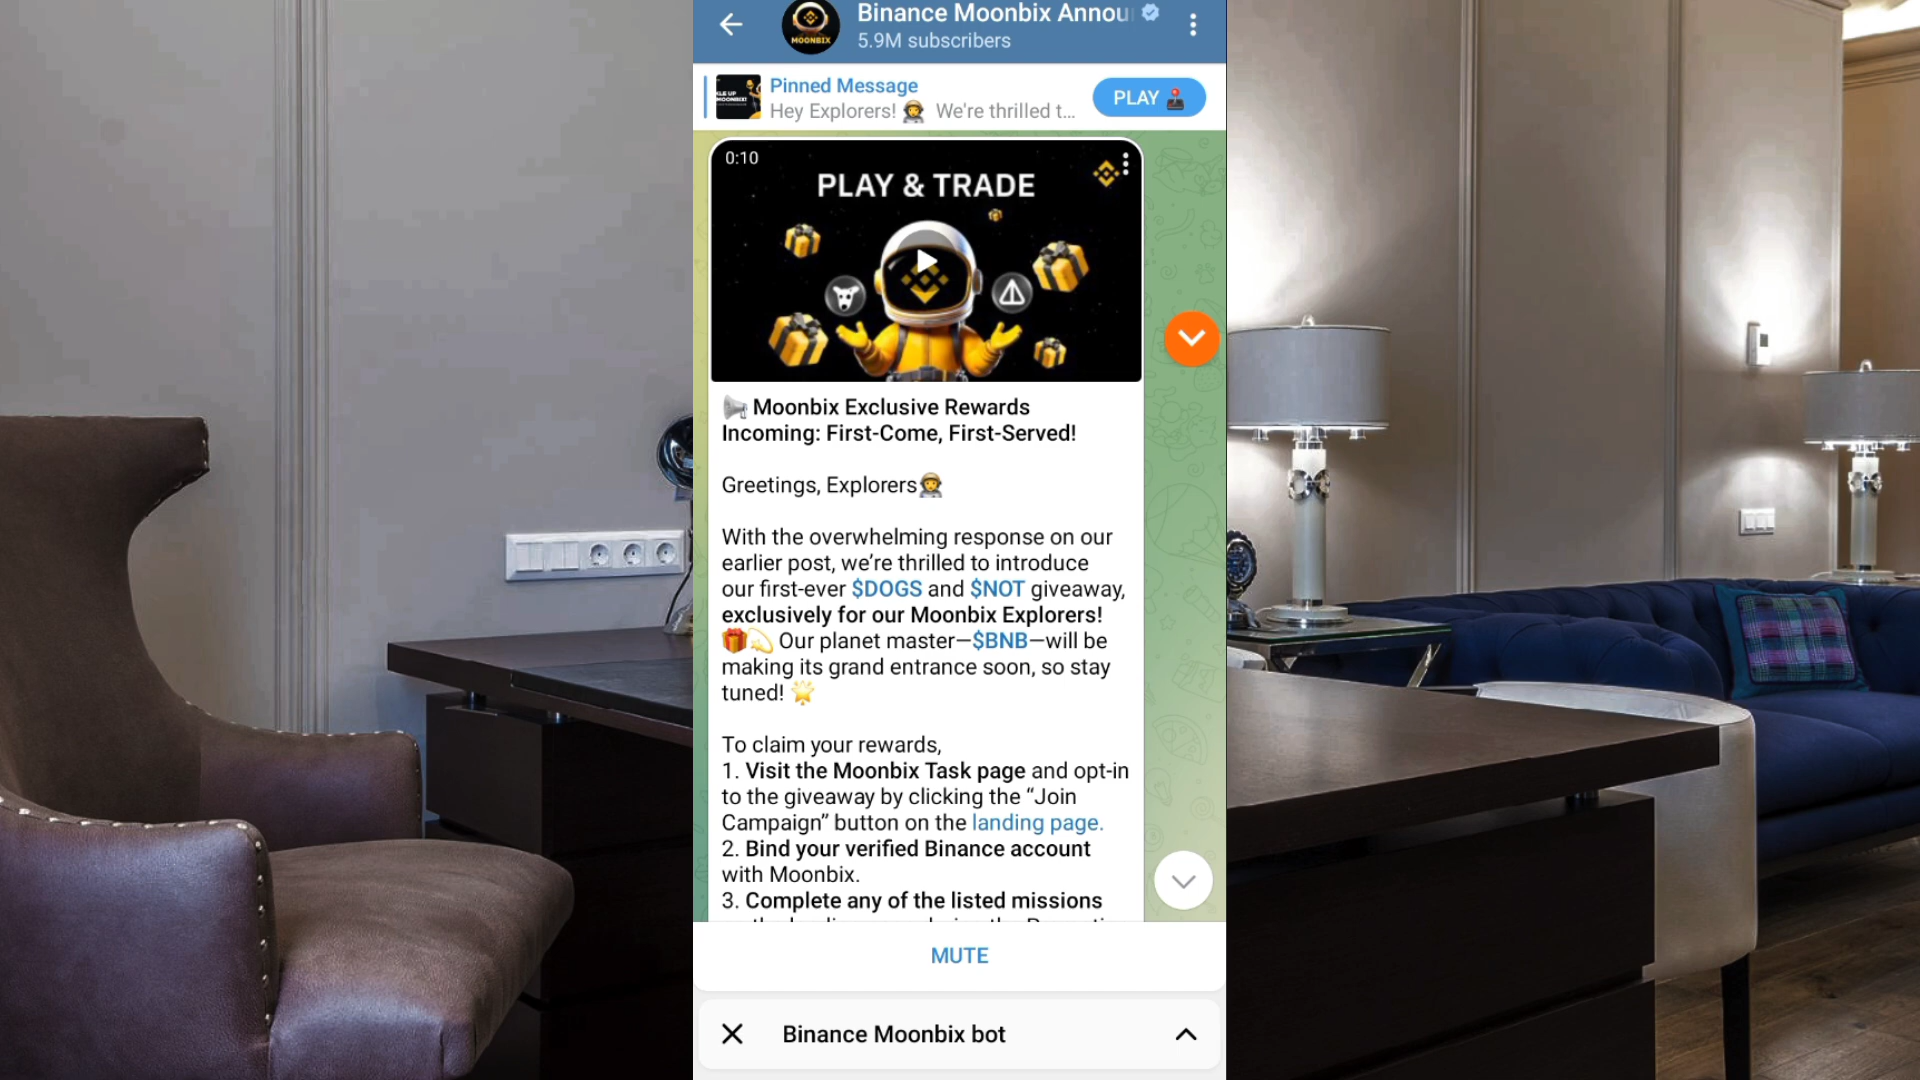 Binance Moonbix Annou
5.9M subscribers
MOONBIX
Pinned Message
Hey Explorers! We're thrilled t...
PLAY
0:10
PLAY & TRADE
Moonbix Exclusive Rewards
Incoming: First-Come, First-Served!
Greetings, Explorers
With the overwhelming response on our
earlier post, we're thrilled to introduce
our first-ever $DOGS and $NOT giveaway,
exclusively for our Moonbix Explorers!
Our planet master—$BNB—will be
making its grand entrance soon, so stay
tuned!
To claim your rewards,
1. Visit the Moonbix Task page and opt-in
to the giveaway by clicking the “Join
Campaign” button on the landing page.
2. Bind your verified Binance account
with Moonbix.
3. Complete any of the listed missions
MUTE
Binance Moonbix bot